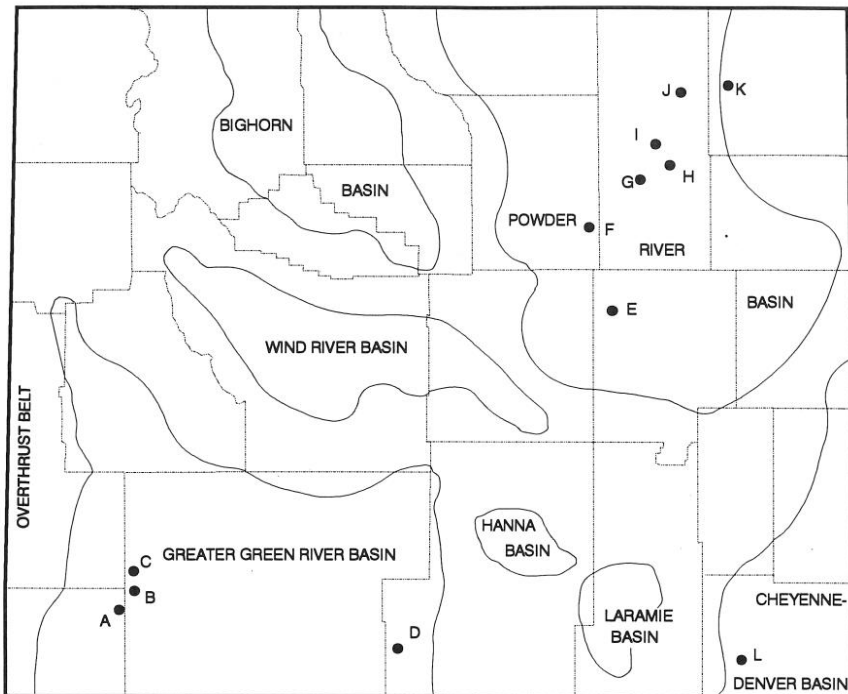 J
K
BIGHORN
I
H
BASIN
G
POWDER
F
RIVER
BASIN
E
WIND RIVER BASIN
OVERTHRUST BELT
HANNA
BASIN
C
GREATER GREEN RIVER BASIN
B
CHEYENNE-
A
LARAMIE
BASIN
D
L
DENVER BASIN